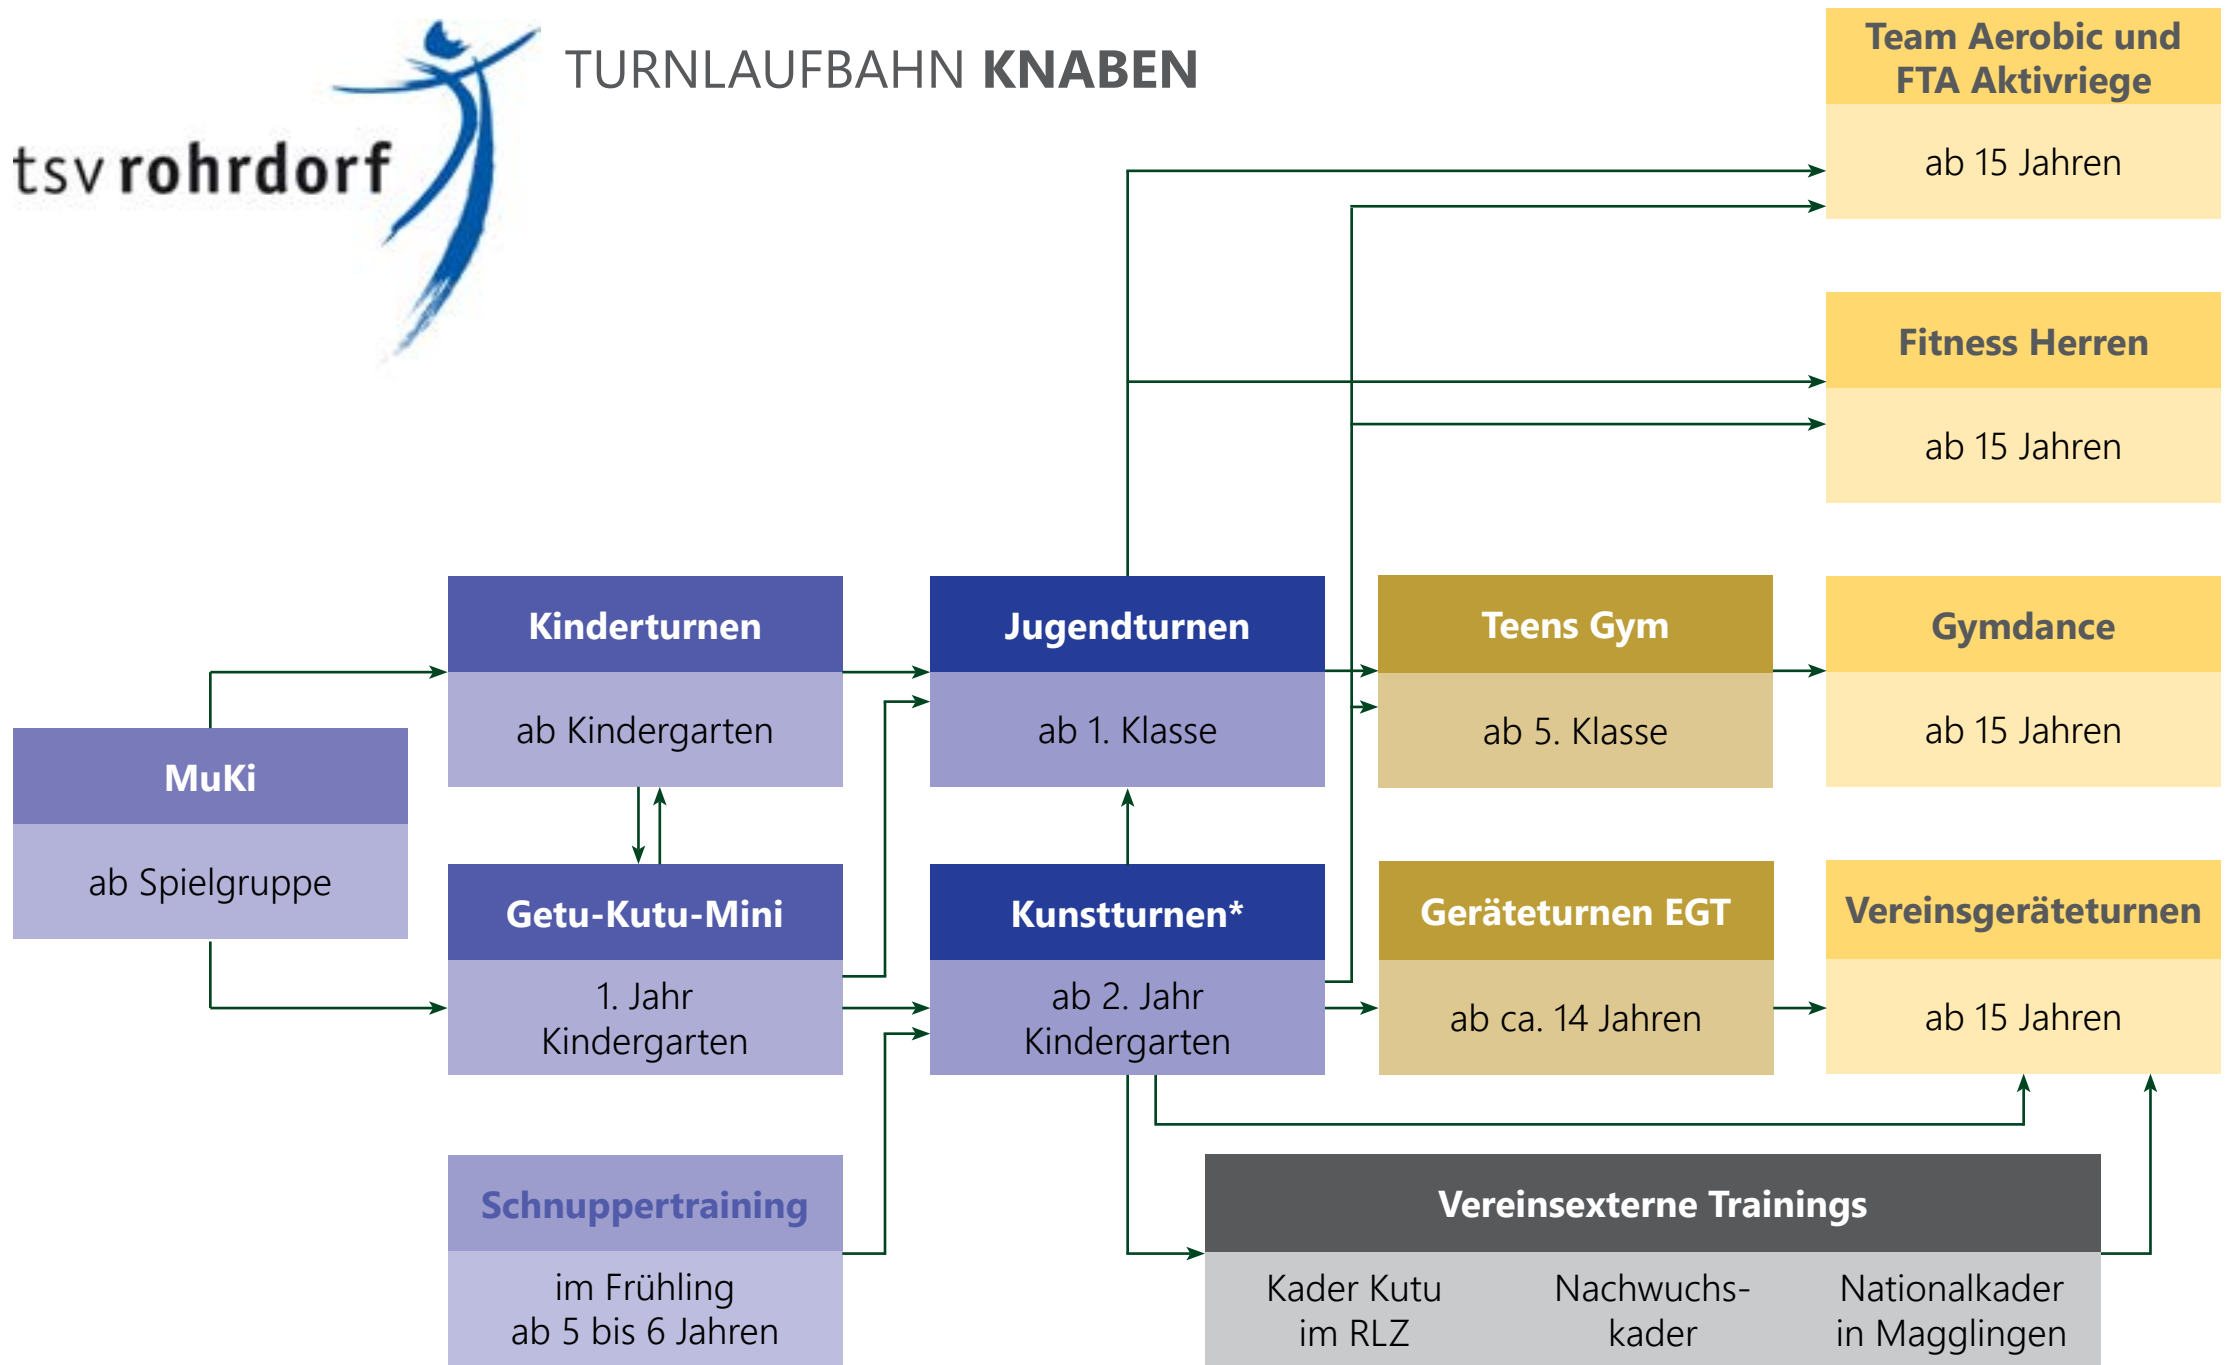 TURNLAUFBAHN KNABEN
tsv rohrdorf
Team Aerobic und
FTA Aktivriege
ab 15 Jahren
Fitness Herren
ab 15 Jahren
Kinderturnen
ab Kindergarten
Jugendturnen
ab 1. Klasse
Teens Gym
ab 5. Klasse
Gymdance
ab 15 Jahren
MuKi
ab Spielgruppe
Getu-Kutu-Mini
1. Jahr
Kindergarten
Kunstturnen*
ab 2. Jahr
Kindergarten
Geräteturnen EGT
ab ca. 14 Jahren
Vereinsgeräteturnen
ab 15 Jahren
Schnuppertraining
im Frühling
ab 5 bis 6 Jahren
Vereinsexterne Trainings
Kader Kutu
im RLZ
Nachwuchs-
kader
Nationalkader
in Magglingen